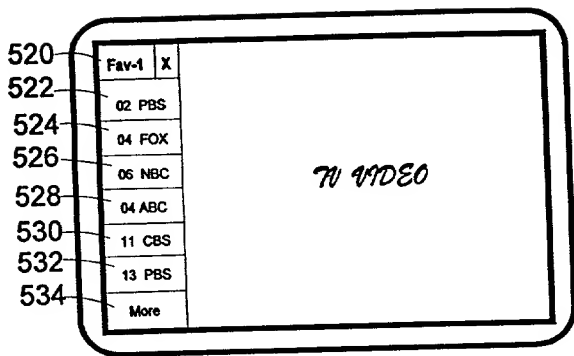 520
Fav-1 X
522
02 PBS
524
04 FOX
526
06 NBC
528
04 ABC
530
11 CBS
532
13 PBS
534
More
TV VIDEO